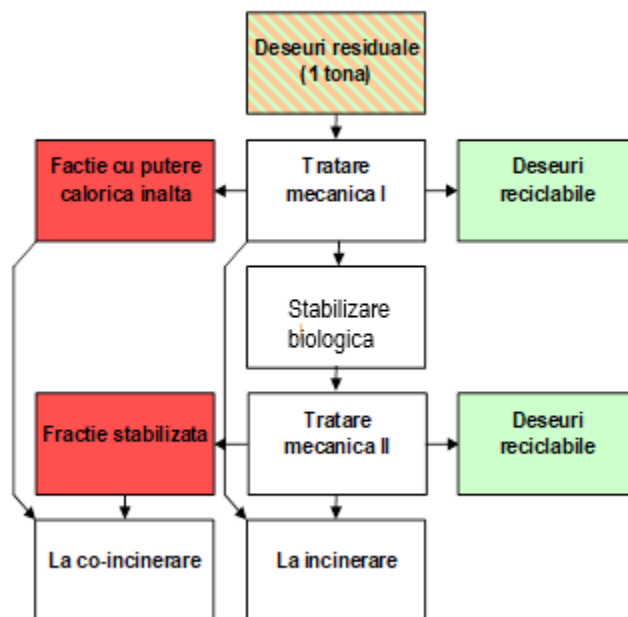 Deseuri residuale
(1 tona)
Factie cu putere
calorica inalta
Tratare
mecanica I
Deseuri
reciclabile
Stabilizare
biologica
Fractie stabilizata
Tratare
mecanica II
Deseuri
reciclabile
La co-incinerare
La incinerare